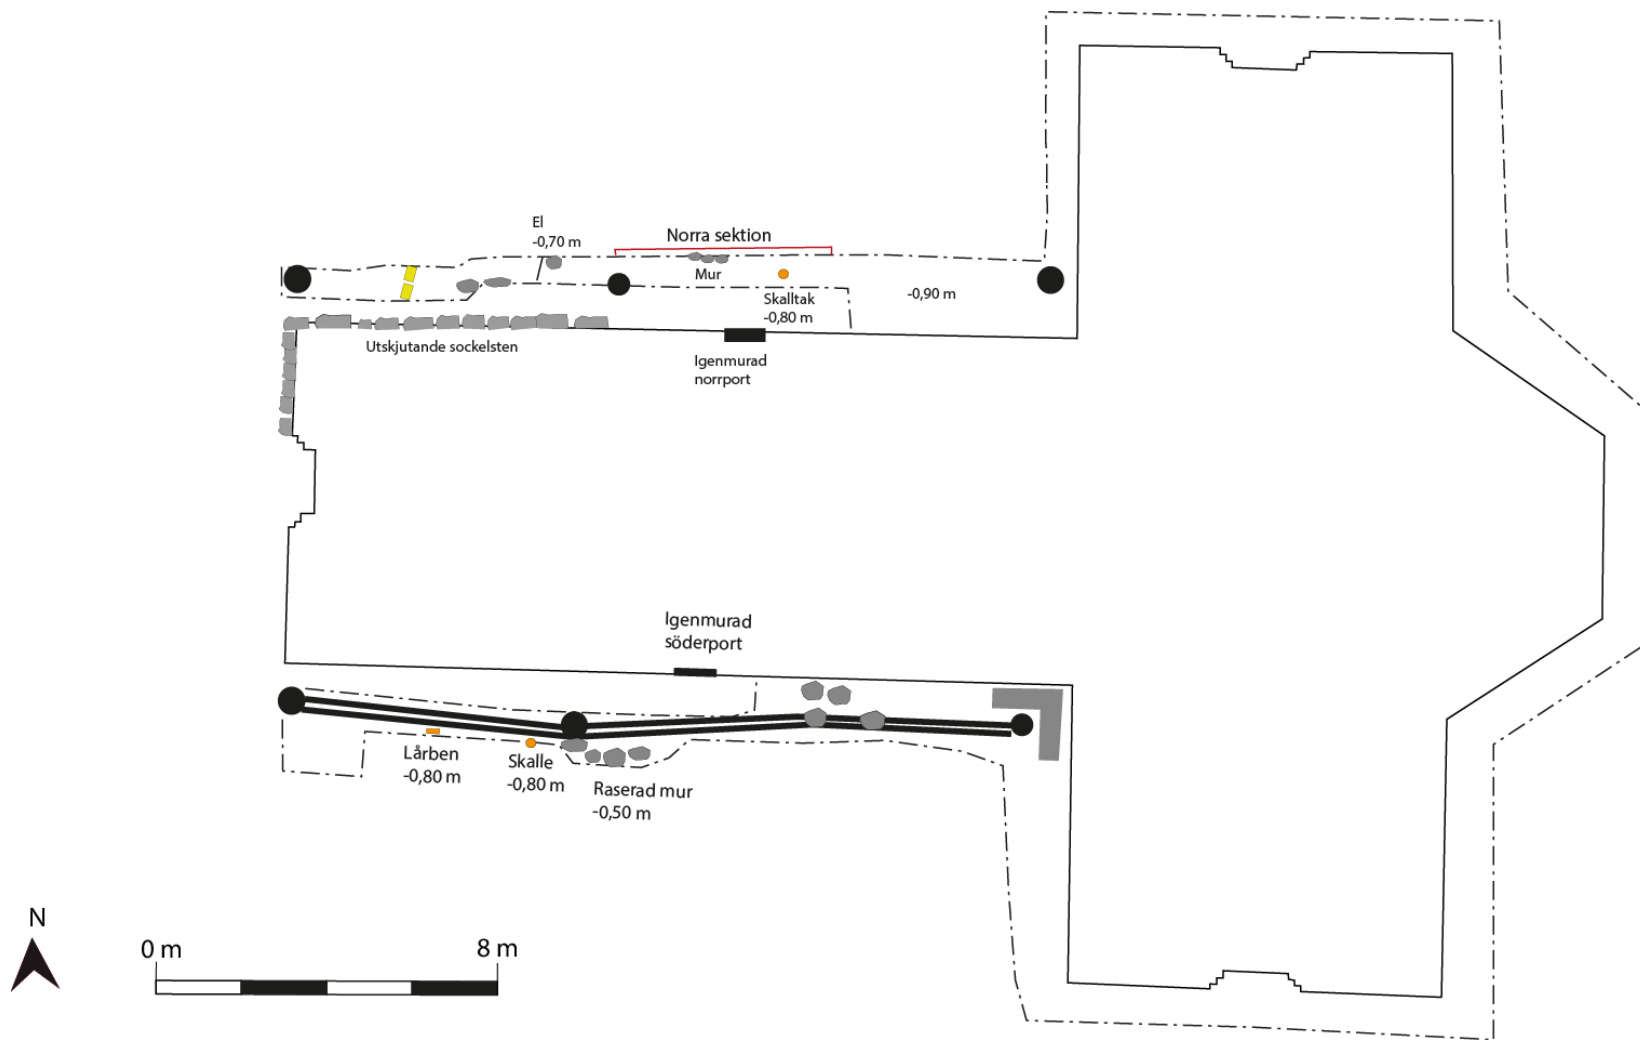 El
-0,70 m
Norra sektion
Mur
Skalltak
-0,80 m
-0,90 m
Utskjutande sockelsten
Igenmurad
norrport
Igenmurad
söderport
Lårben
-0,80 m
Skalle
-0,80 m
Raserad mur
-0,50 m
N
0 m
8 m